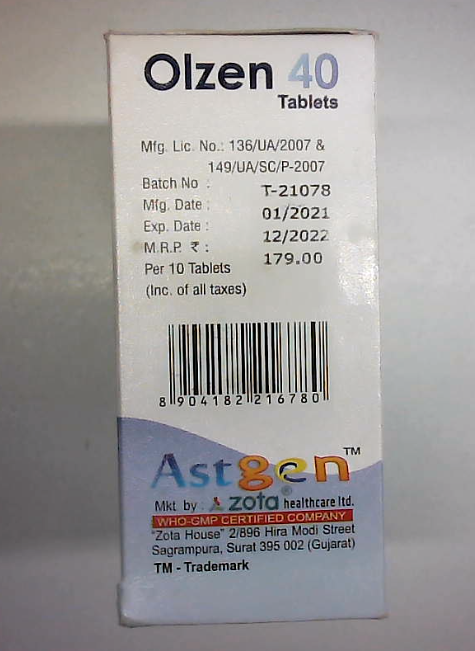 Olzen 40
Tablets
Mfg. Lic. No.: 136/UA/2007 &
149/UA/SC/P-2007
Batch No : T-21078
Mfg. Date : 01/2021
Exp. Date : 12/2022
M.R.P. ₹ : 179.00
Per 10 Tablets
(Inc. of all taxes)
8 904182 216780
Astgen™
Mkt by : zota® healthcare ltd.
WHO-GMP CERTIFIED COMPANY
"Zota House" 2/896 Hira Modi Street
Sagrampura, Surat 395 002 (Gujarat)
TM - Trademark